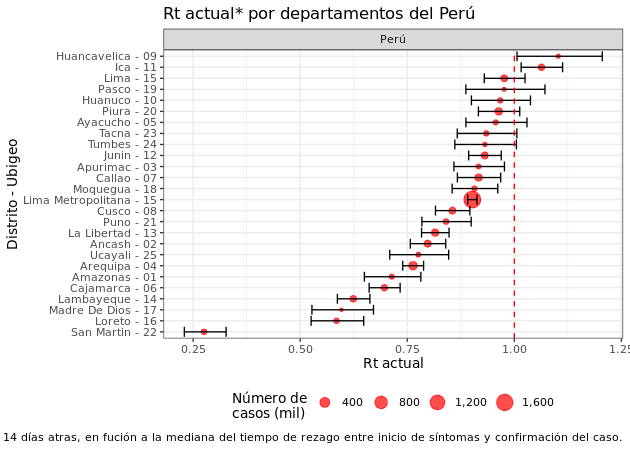 Rt actual* por departamentos del Perú
Perú
Distrito - Ubigeo
Huancavelica - 09
Ica - 11
Lima - 15
Pasco - 19
Huanuco - 10
Piura - 20
Ayacucho - 05
Tacna - 23
Tumbes - 24
Junin - 12
Apurimac - 03
Callao - 07
Moquegua - 18
Lima Metropolitana - 15
Cusco - 08
Puno - 21
La Libertad - 13
Ancash - 02
Ucayali - 25
Arequipa - 04
Amazonas - 01
Cajamarca - 06
Lambayeque - 14
Madre De Dios - 17
Loreto - 16
San Martin - 22
0.25 0.50 0.75 1.00 1.25
Rt actual
Número de
casos (mil)
400 800 1,200 1,600
14 días atras, en fución a la mediana del tiempo de rezago entre inicio de síntomas y confirmación del caso.